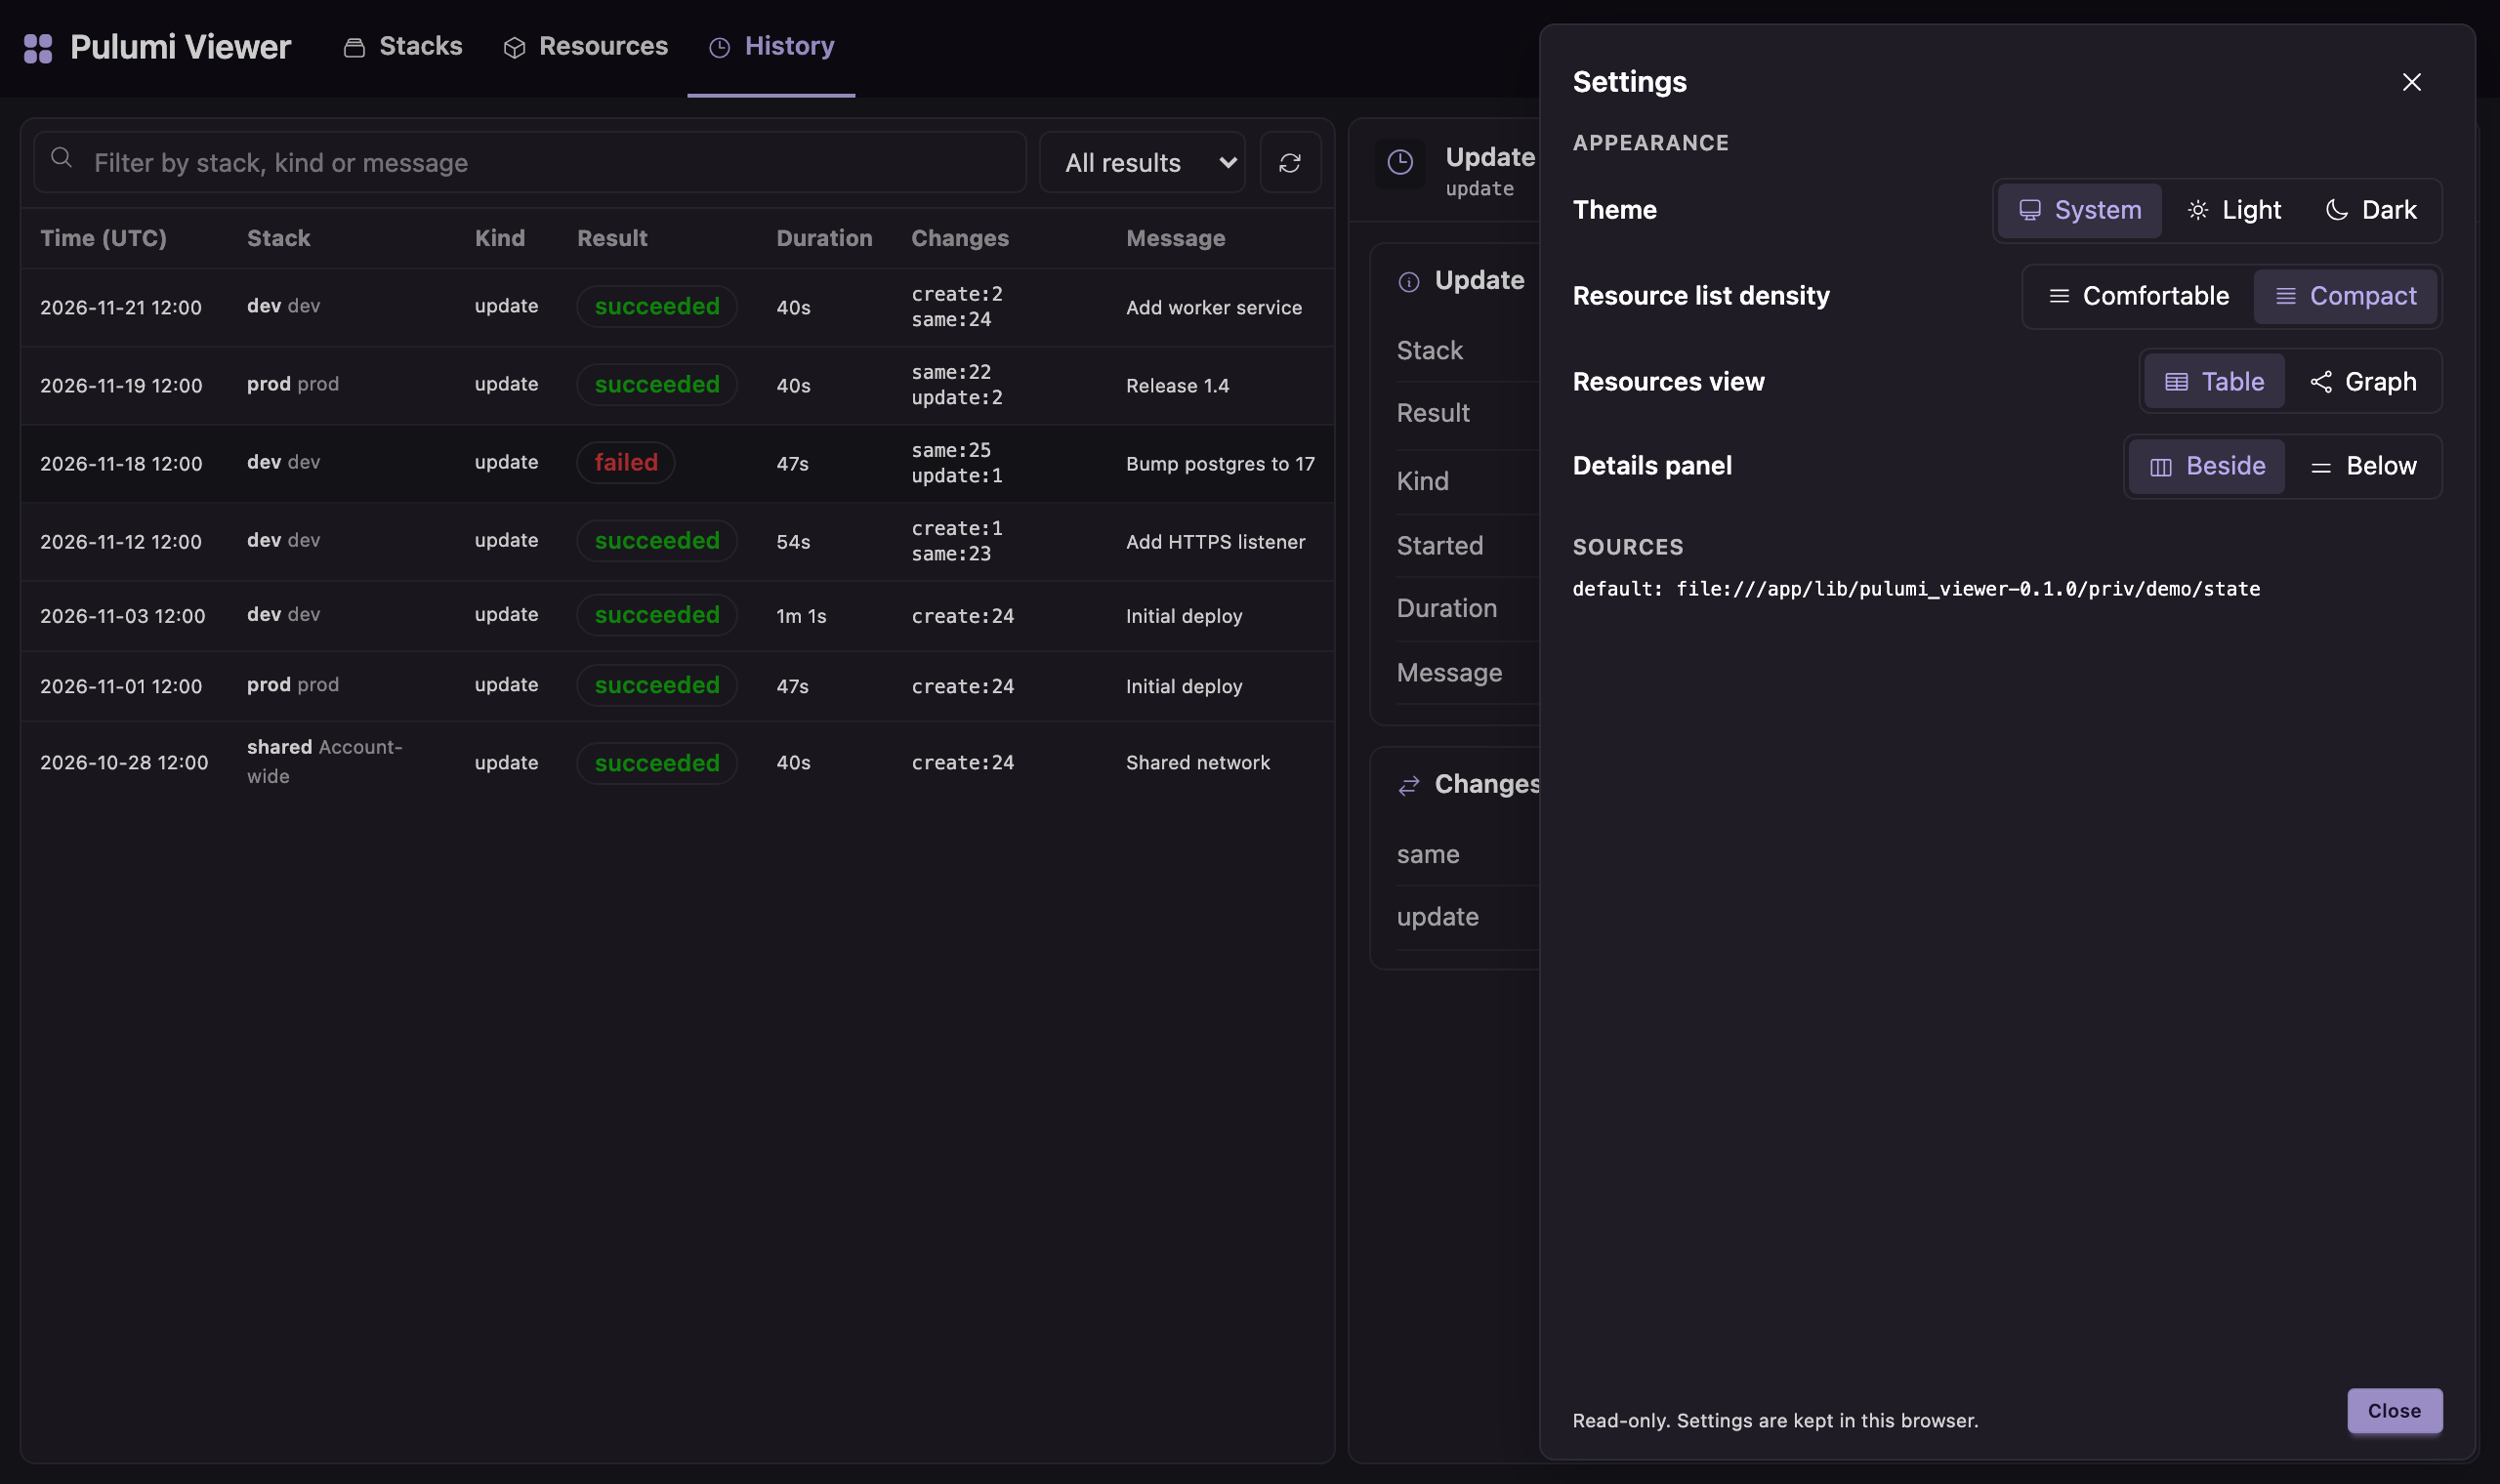 Pulumi Viewer
Stacks
Resources
History
Filter by stack, kind or message
All results
Time (UTC) Stack Kind Result Duration Changes Message
2026-11-21 12:00 dev dev update succeeded 40s create:2 same:24 Add worker service
2026-11-19 12:00 prod prod update succeeded 40s same:22 update:2 Release 1.4
2026-11-18 12:00 dev dev update failed 47s same:25 update:1 Bump postgres to 17
2026-11-12 12:00 dev dev update succeeded 54s create:1 same:23 Add HTTPS listener
2026-11-03 12:00 dev dev update succeeded 1m 1s create:24 Initial deploy
2026-11-01 12:00 prod prod update succeeded 47s create:24 Initial deploy
2026-10-28 12:00 shared Account-wide update succeeded 40s create:24 Shared network
Update
update
Update
Stack
Result
Kind
Started
Duration
Message
Changes
same
update
Settings
APPEARANCE
Theme System Light Dark
Resource list density Comfortable Compact
Resources view Table Graph
Details panel Beside Below
SOURCES
default: file:///app/lib/pulumi_viewer-0.1.0/priv/demo/state
Read-only. Settings are kept in this browser.
Close